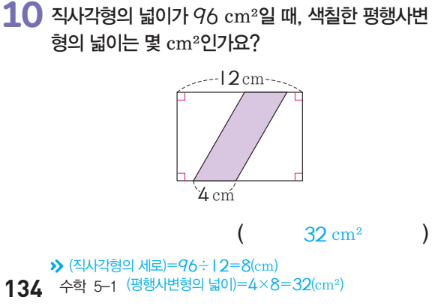 10 직사각형의 넓이가 96 cm²일 때, 색칠한 평행사변
형의 넓이는 몇 cm²인가요?
12 cm
4 cm
( 32 cm² )
≫ (직사각형의 세로)=96÷12=8(cm)
134 수학 5-1 (평행사변형의 넓이)=4×8=32(cm²)